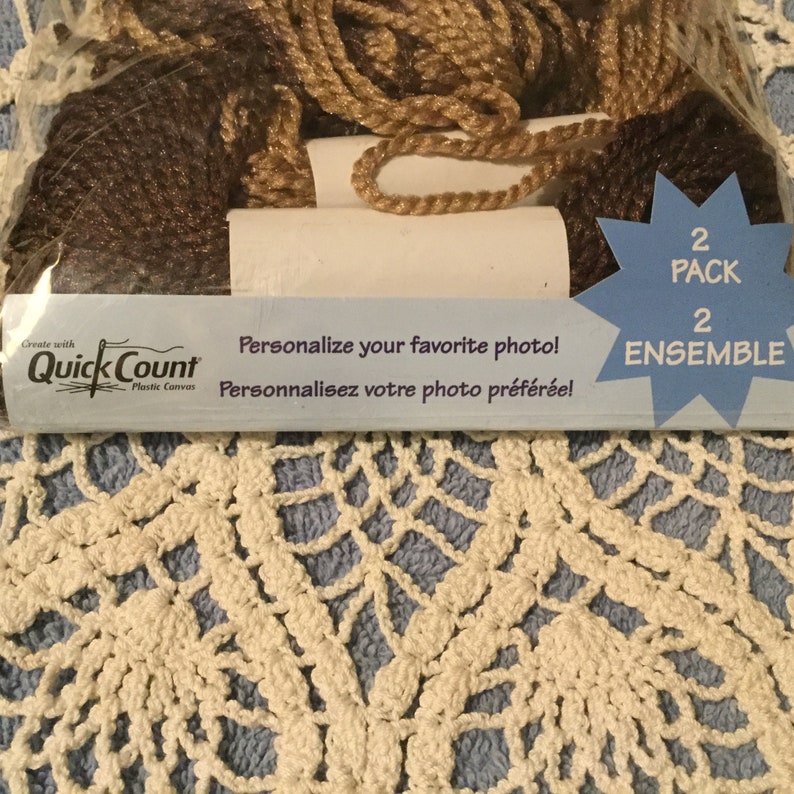 Create with
QuickCount®
Plastic Canvas
Personalize your favorite photo!
Personnalisez votre photo préférée!
2
PACK
2
ENSEMBLE